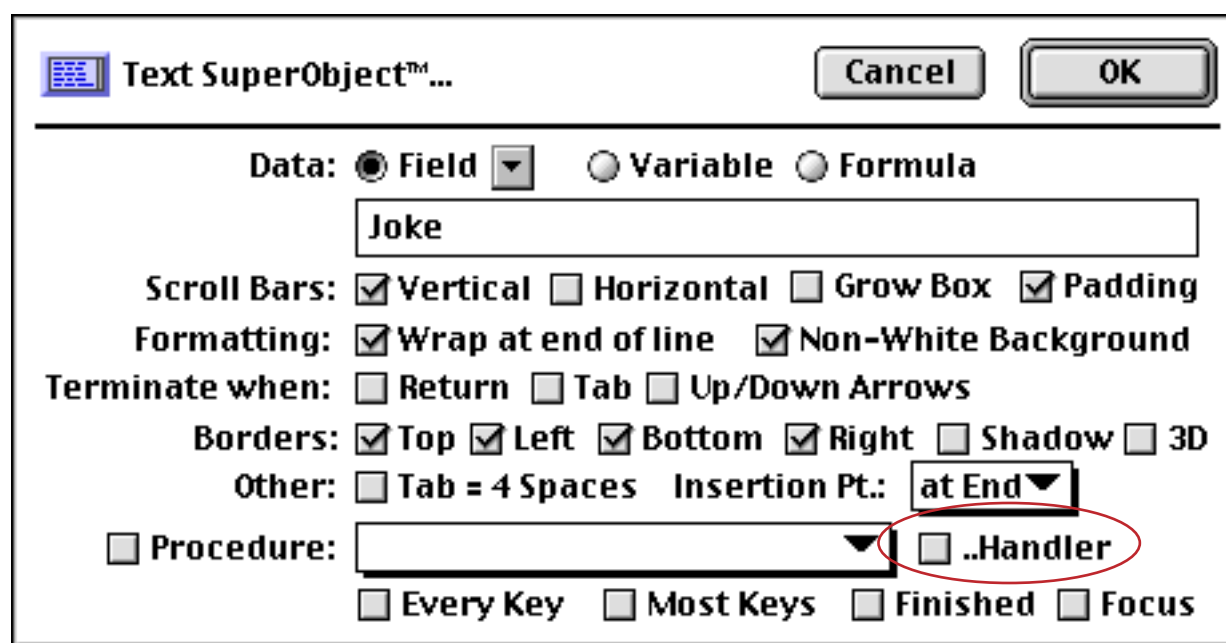 Text SuperObject™... Cancel OK
Data: Field Variable Formula
Joke
Scroll Bars: Vertical Horizontal Grow Box Padding
Formatting: Wrap at end of line Non-White Background
Terminate when: Return Tab Up/Down Arrows
Borders: Top Left Bottom Right Shadow 3D
Other: Tab = 4 Spaces Insertion Pt.: at End
Procedure: ..Handler
Every Key Most Keys Finished Focus